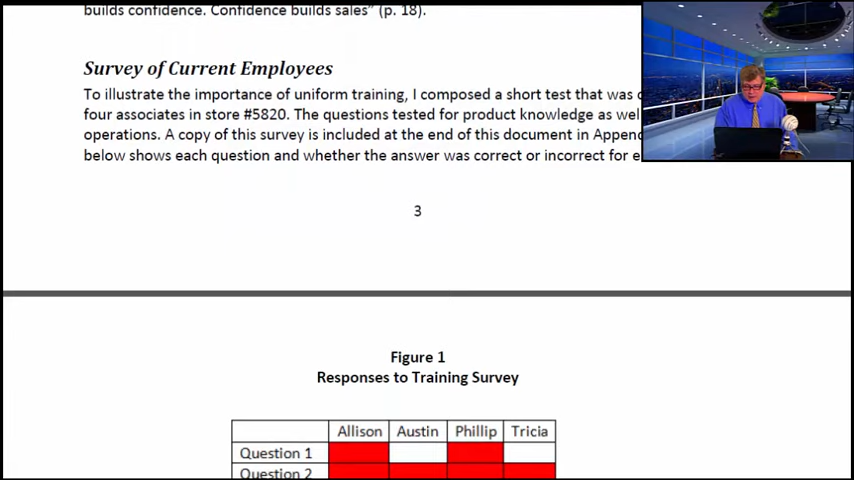 builds confidence. Confidence builds sales” (p. 18).
Survey of Current Employees
To illustrate the importance of uniform training, I composed a short test that was
four associates in store #5820. The questions tested for product knowledge as
operations. A copy of this survey is included at the end of this document in
below shows each question and whether the answer was correct or incorrect for
3
Figure 1
Responses to Training Survey
Allison Austin Phillip Tricia
Question 1
Question 2